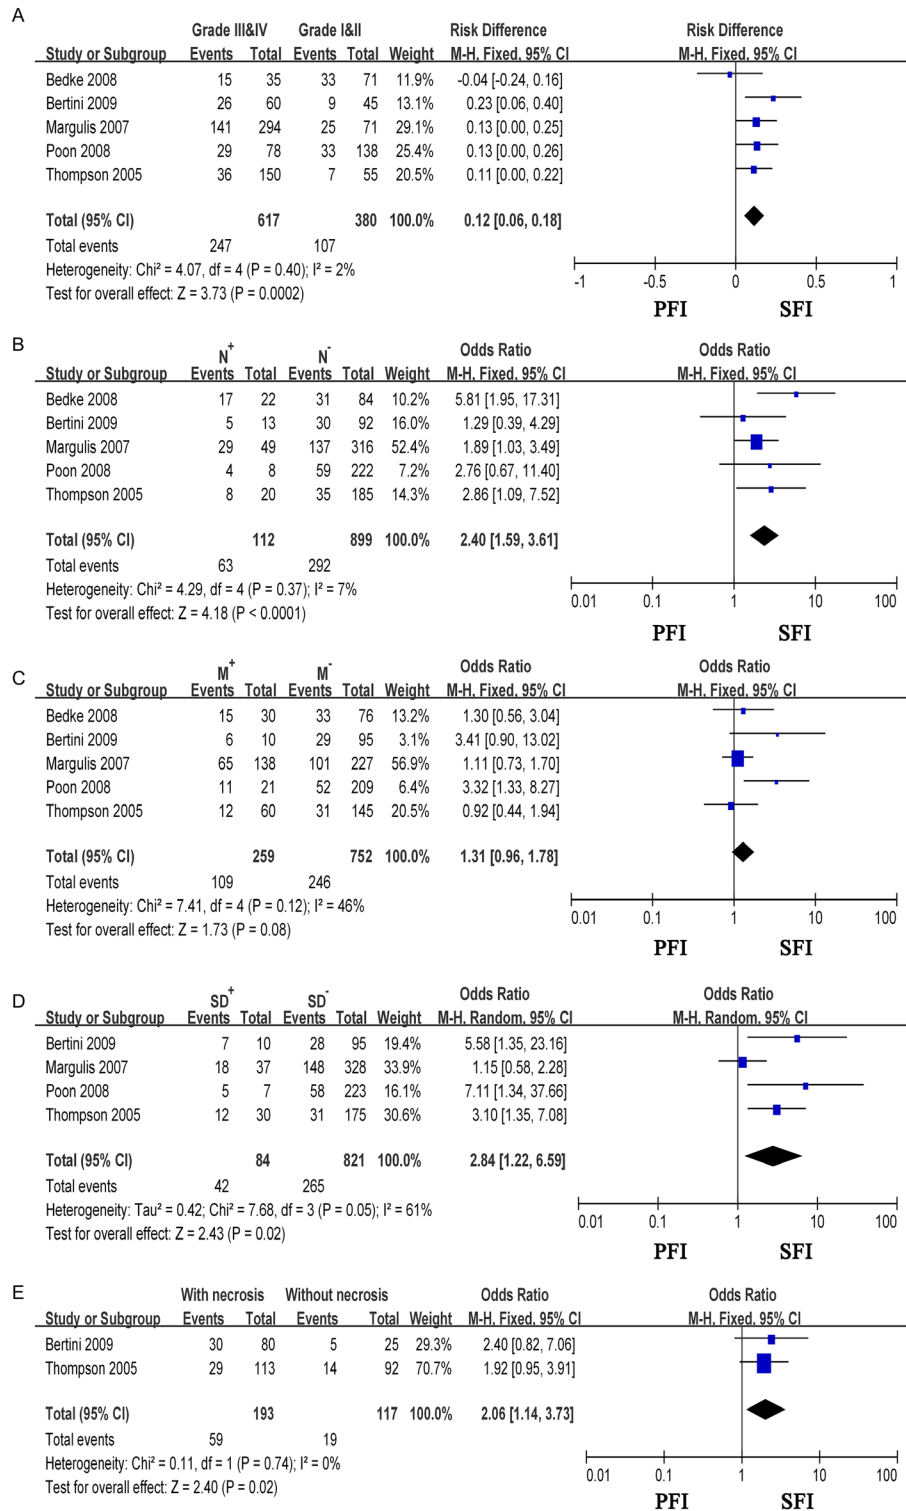 A
Grade III&IV Grade I&II Risk Difference Risk Difference
Study or Subgroup Events Total Events Total Weight M-H, Fixed, 95% CI M-H, Fixed, 95% CI
Bedke 2008 15 35 33 71 11.9% -0.04 [-0.24, 0.16]
Bertini 2009 26 60 9 45 13.1% 0.23 [0.06, 0.40]
Margulis 2007 141 294 25 71 29.1% 0.13 [0.00, 0.25]
Poon 2008 29 78 33 138 25.4% 0.13 [0.00, 0.26]
Thompson 2005 36 150 7 55 20.5% 0.11 [0.00, 0.22]
Total (95% CI) 617 380 100.0% 0.12 [0.06, 0.18]
Total events 247 107
Heterogeneity: Chi² = 4.07, df = 4 (P = 0.40); I² = 2%
Test for overall effect: Z = 3.73 (P = 0.0002)
-1 -0.5 0 0.5 1
PFI SFI
B
N+ N- Odds Ratio Odds Ratio
Study or Subgroup Events Total Events Total Weight M-H, Fixed, 95% CI M-H, Fixed, 95% CI
Bedke 2008 17 22 31 84 10.2% 5.81 [1.95, 17.31]
Bertini 2009 5 13 30 92 16.0% 1.29 [0.39, 4.29]
Margulis 2007 29 49 137 316 52.4% 1.89 [1.03, 3.49]
Poon 2008 4 8 59 222 7.2% 2.76 [0.67, 11.40]
Thompson 2005 8 20 35 185 14.3% 2.86 [1.09, 7.52]
Total (95% CI) 112 899 100.0% 2.40 [1.59, 3.61]
Total events 63 292
Heterogeneity: Chi² = 4.29, df = 4 (P = 0.37); I² = 7%
Test for overall effect: Z = 4.18 (P < 0.0001)
0.01 0.1 1 10 100
PFI SFI
C
M+ M- Odds Ratio Odds Ratio
Study or Subgroup Events Total Events Total Weight M-H, Fixed, 95% CI M-H, Fixed, 95% CI
Bedke 2008 15 30 33 76 13.2% 1.30 [0.56, 3.04]
Bertini 2009 6 10 29 95 3.1% 3.41 [0.90, 13.02]
Margulis 2007 65 138 101 227 56.9% 1.11 [0.73, 1.70]
Poon 2008 11 21 52 209 6.4% 3.32 [1.33, 8.27]
Thompson 2005 12 60 31 145 20.5% 0.92 [0.44, 1.94]
Total (95% CI) 259 752 100.0% 1.31 [0.96, 1.78]
Total events 109 246
Heterogeneity: Chi² = 7.41, df = 4 (P = 0.12); I² = 46%
Test for overall effect: Z = 1.73 (P = 0.08)
0.01 0.1 1 10 100
PFI SFI
D
SD+ SD- Odds Ratio Odds Ratio
Study or Subgroup Events Total Events Total Weight M-H, Random, 95% CI M-H, Random, 95% CI
Bertini 2009 7 10 28 95 19.4% 5.58 [1.35, 23.16]
Margulis 2007 18 37 148 328 33.9% 1.15 [0.58, 2.28]
Poon 2008 5 7 58 223 16.1% 7.11 [1.34, 37.66]
Thompson 2005 12 30 31 175 30.6% 3.10 [1.35, 7.08]
Total (95% CI) 84 821 100.0% 2.84 [1.22, 6.59]
Total events 42 265
Heterogeneity: Tau² = 0.42; Chi² = 7.68, df = 3 (P = 0.05); I² = 61%
Test for overall effect: Z = 2.43 (P = 0.02)
0.01 0.1 1 10 100
PFI SFI
E
With necrosis Without necrosis Odds Ratio Odds Ratio
Study or Subgroup Events Total Events Total Weight M-H, Fixed, 95% CI M-H, Fixed, 95% CI
Bertini 2009 30 80 5 25 29.3% 2.40 [0.82, 7.06]
Thompson 2005 29 113 14 92 70.7% 1.92 [0.95, 3.91]
Total (95% CI) 193 117 100.0% 2.06 [1.14, 3.73]
Total events 59 19
Heterogeneity: Chi² = 0.11, df = 1 (P = 0.74); I² = 0%
Test for overall effect: Z = 2.40 (P = 0.02)
0.01 0.1 1 10 100
PFI SFI